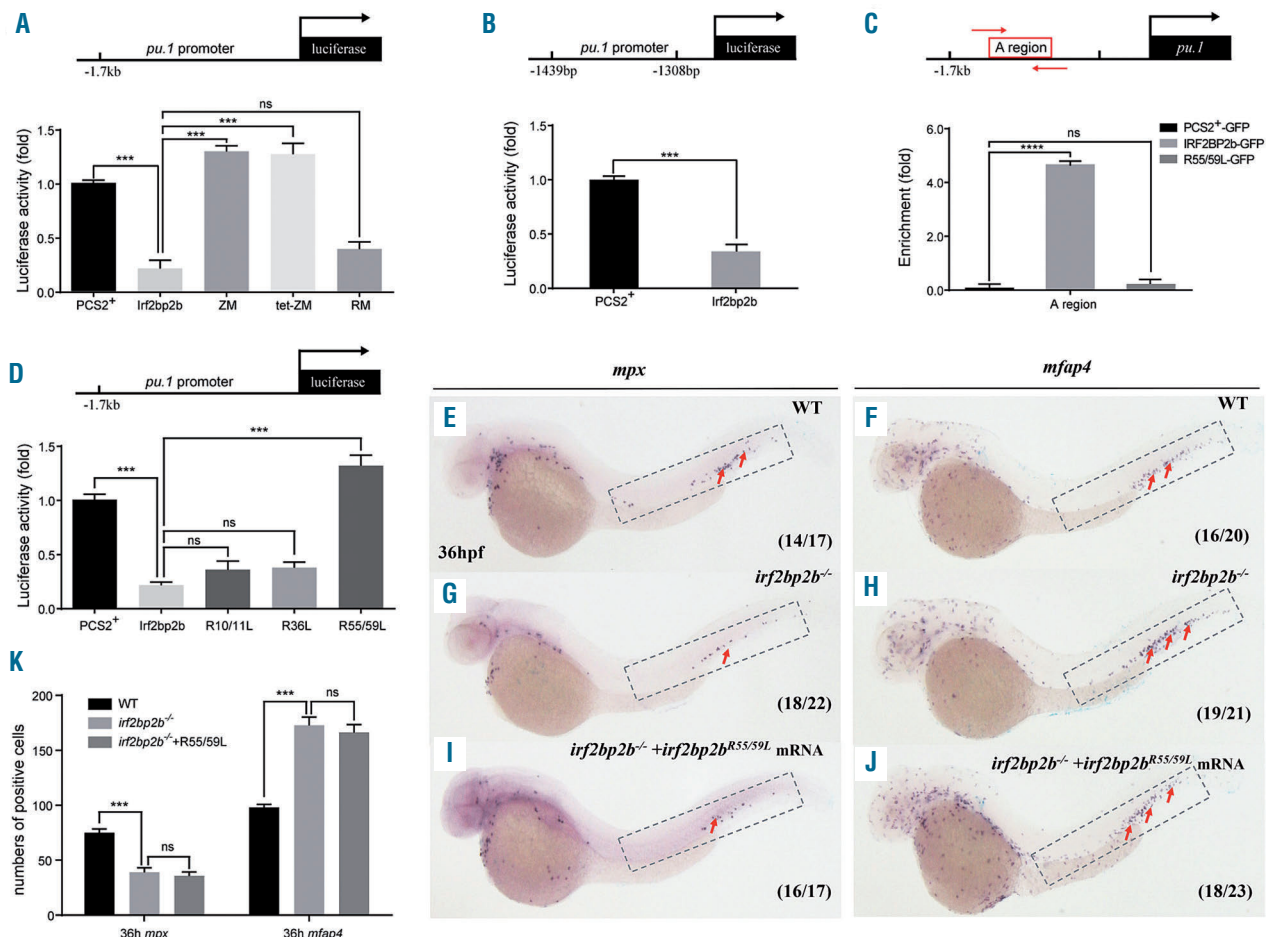 A
pu.1 promoter
luciferase
-1.7kb
ns
***
***
***
Luciferase activity (fold)
1.5
1.0
0.5
0.0
PCS2+
Irf2bp2b
ZM
tet-ZM
RM
B
pu.1 promoter
luciferase
-1439bp
-1308bp
***
Luciferase activity (fold)
1.5
1.0
0.5
0.0
PCS2+
Irf2bp2b
C
A region
pu.1
-1.7kb
PCS2+-GFP
IRF2BP2b-GFP
R55/59L-GFP
ns
****
Enrichment (fold)
6.0
4.0
2.0
0.0
A region
D
pu.1 promoter
luciferase
-1.7kb
***
***
ns
ns
Luciferase activity (fold)
1.5
1.0
0.5
0.0
PCS2+
Irf2bp2b
R10/11L
R36L
R55/59L
mpx
mfap4
E
WT
36hpf
(14/17)
F
WT
(16/20)
G
irf2bp2b-/-
(18/22)
H
irf2bp2b-/-
(19/21)
I
irf2bp2b-/- +irf2bp2bR55/59L mRNA
(16/17)
J
irf2bp2b-/- +irf2bp2bR55/59L mRNA
(18/23)
K
WT
irf2bp2b-/-
irf2bp2b-/-+R55/59L
***
ns
***
ns
numbers of positive cells
200
150
100
50
0
36h mpx
36h mfap4